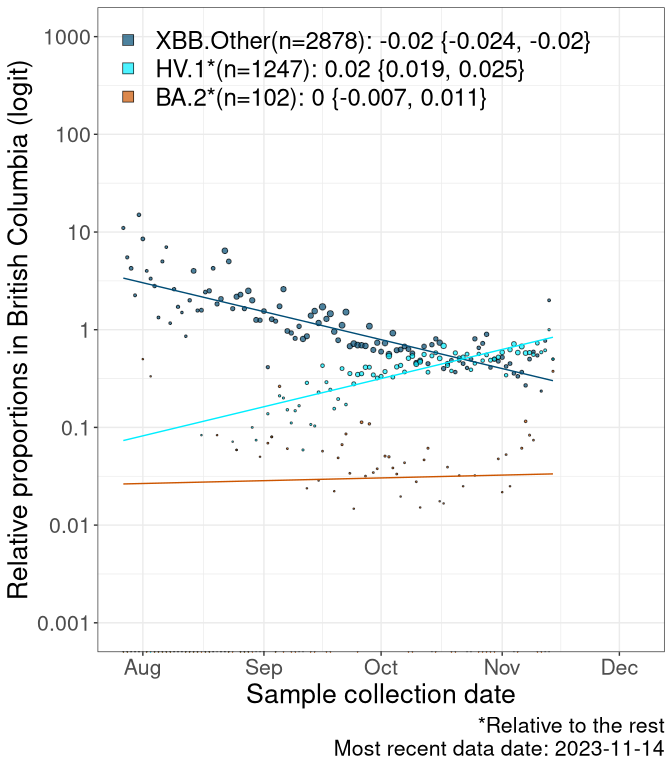 XBB.Other(n=2878): -0.02 {-0.024, -0.02}
HV.1*(n=1247): 0.02 {0.019, 0.025}
BA.2*(n=102): 0 {-0.007, 0.011}
Relative proportions in British Columbia (logit)
1000
100
10
1
0.1
0.01
0.001
Aug Sep Oct Nov Dec
Sample collection date
*Relative to the rest
Most recent data date: 2023-11-14